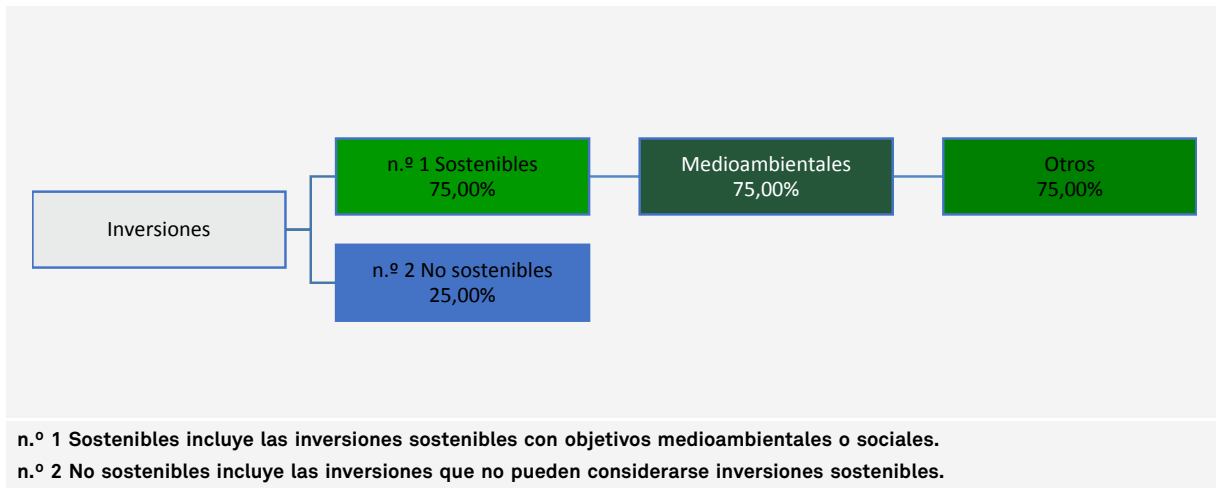 n.º 1 Sostenibles
75,00%
Medioambientales
75,00%
Otros
75,00%
Inversiones
n.º 2 No sostenibles
25,00%
n.º 1 Sostenibles incluye las inversiones sostenibles con objetivos medioambientales o sociales.
n.º 2 No sostenibles incluye las inversiones que no pueden considerarse inversiones sostenibles.